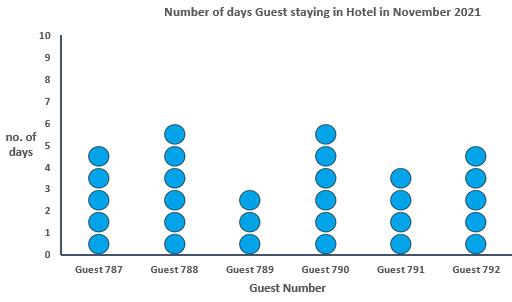 Number of days Guest staying in Hotel in November 2021
10
9
8
7
6
5
4
3
2
1
0
no. of
days
Guest 787 Guest 788 Guest 789 Guest 790 Guest 791 Guest 792
Guest Number